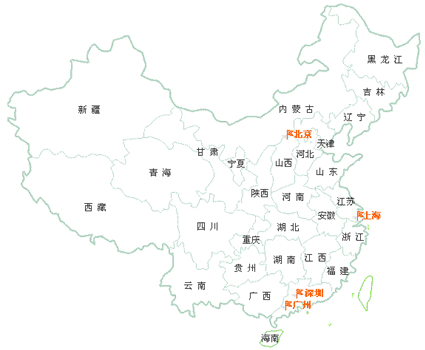 黑 龙 江
吉 林
辽 宁
新 疆
内 蒙 古
北京
天津
河北
甘 肃
宁夏
山西
山 东
青 海
陕西
河 南
江苏
西 藏
安徽
上海
四 川
湖 北
重庆
浙 江
湖 南
江 西
贵 州
福 建
云 南
广 西
深圳
广州
海南